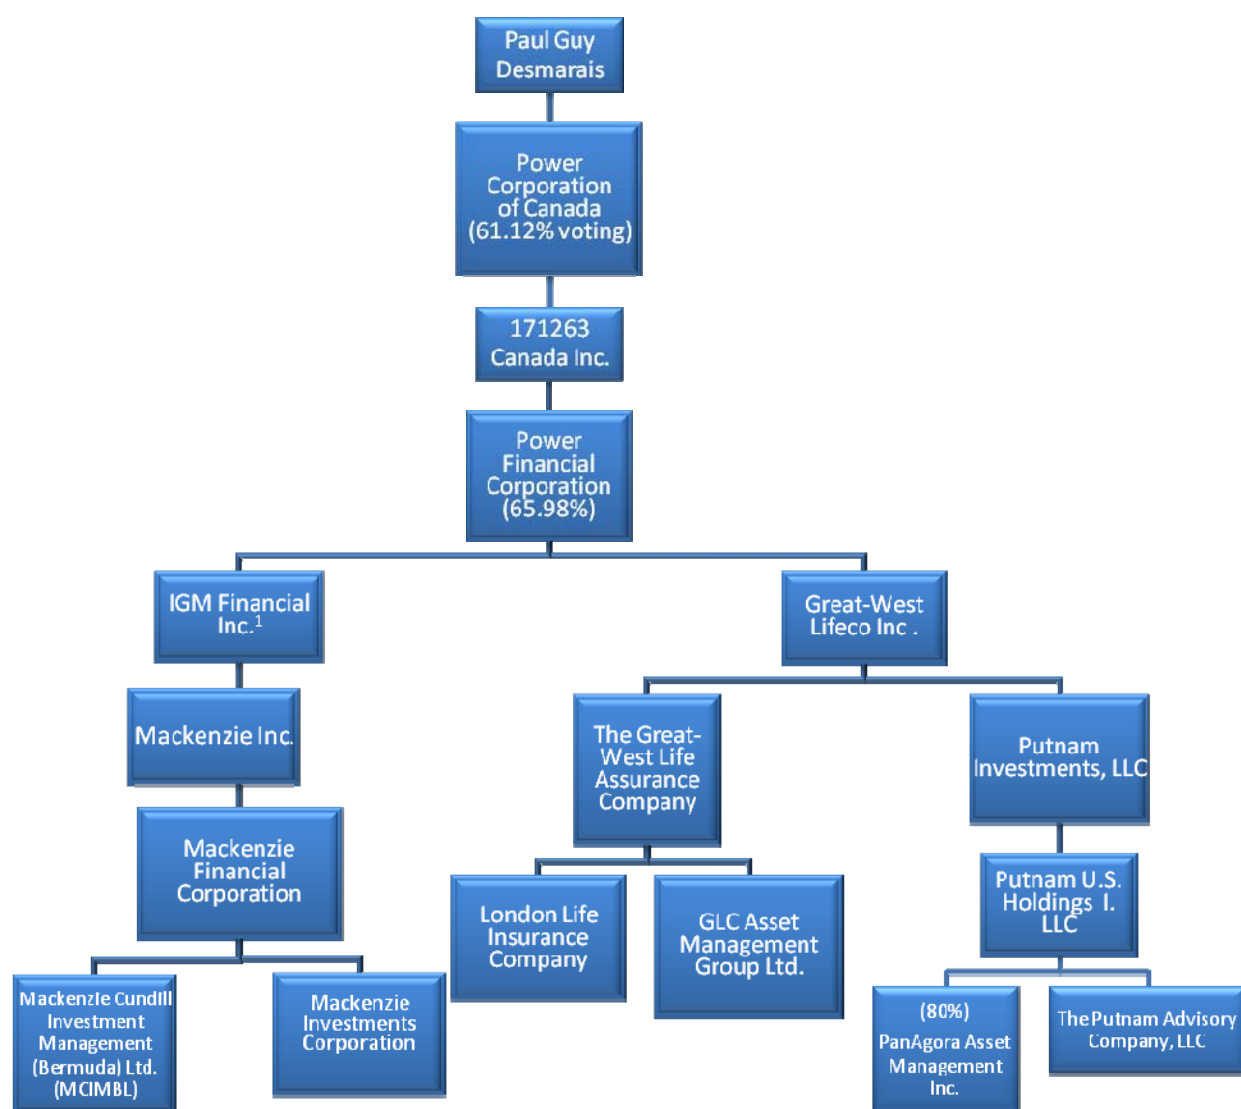 Paul Guy
Desmarais
Power
Corporation
of Canada
(61.12% voting)
171263
Canada Inc.
Power
Financial
Corporation
(65.98%)
IGM Financial
Inc.1
Great-West
Lifeco Inc .
Mackenzie Inc.
The Great-
West Life
Assurance
Company
Putnam
Investments, LLC
Mackenzie
Financial
Corporation
London Life
Insurance
Company
GLC Asset
Management
Group Ltd.
Putnam U.S.
Holdings I.
LLC
Mackenzie Cundill
Investment
Management
(Bermuda) Ltd.
(MCIMBL)
Mackenzie
Investments
Corporation
(80%)
PanAgora Asset
Management
Inc.
The Putnam Advisory
Company, LLC